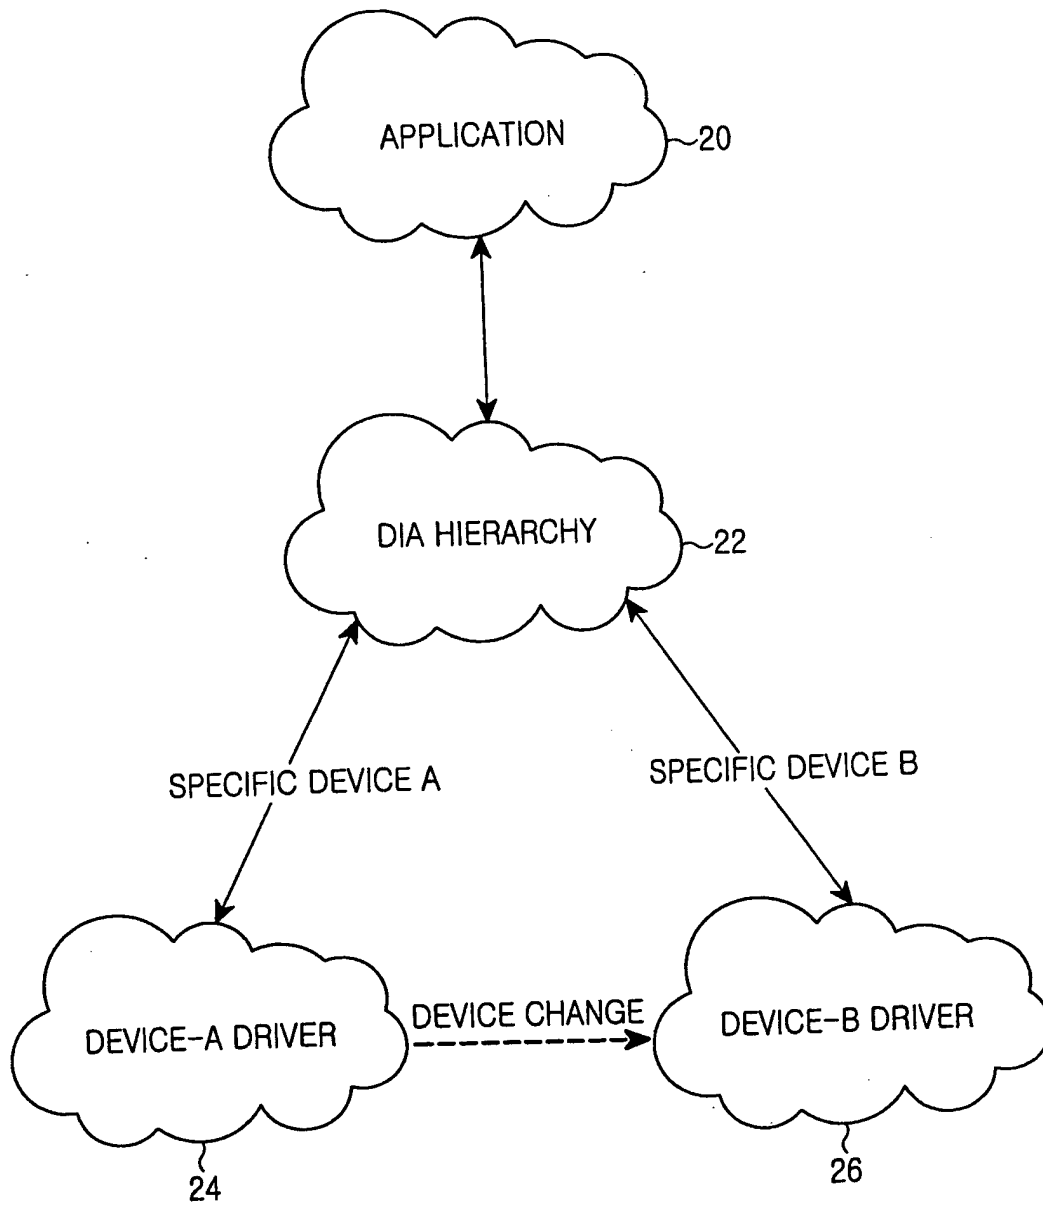 APPLICATION
20
DIA HIERARCHY
22
SPECIFIC DEVICE A
SPECIFIC DEVICE B
DEVICE-A DRIVER
DEVICE CHANGE
DEVICE-B DRIVER
24
26